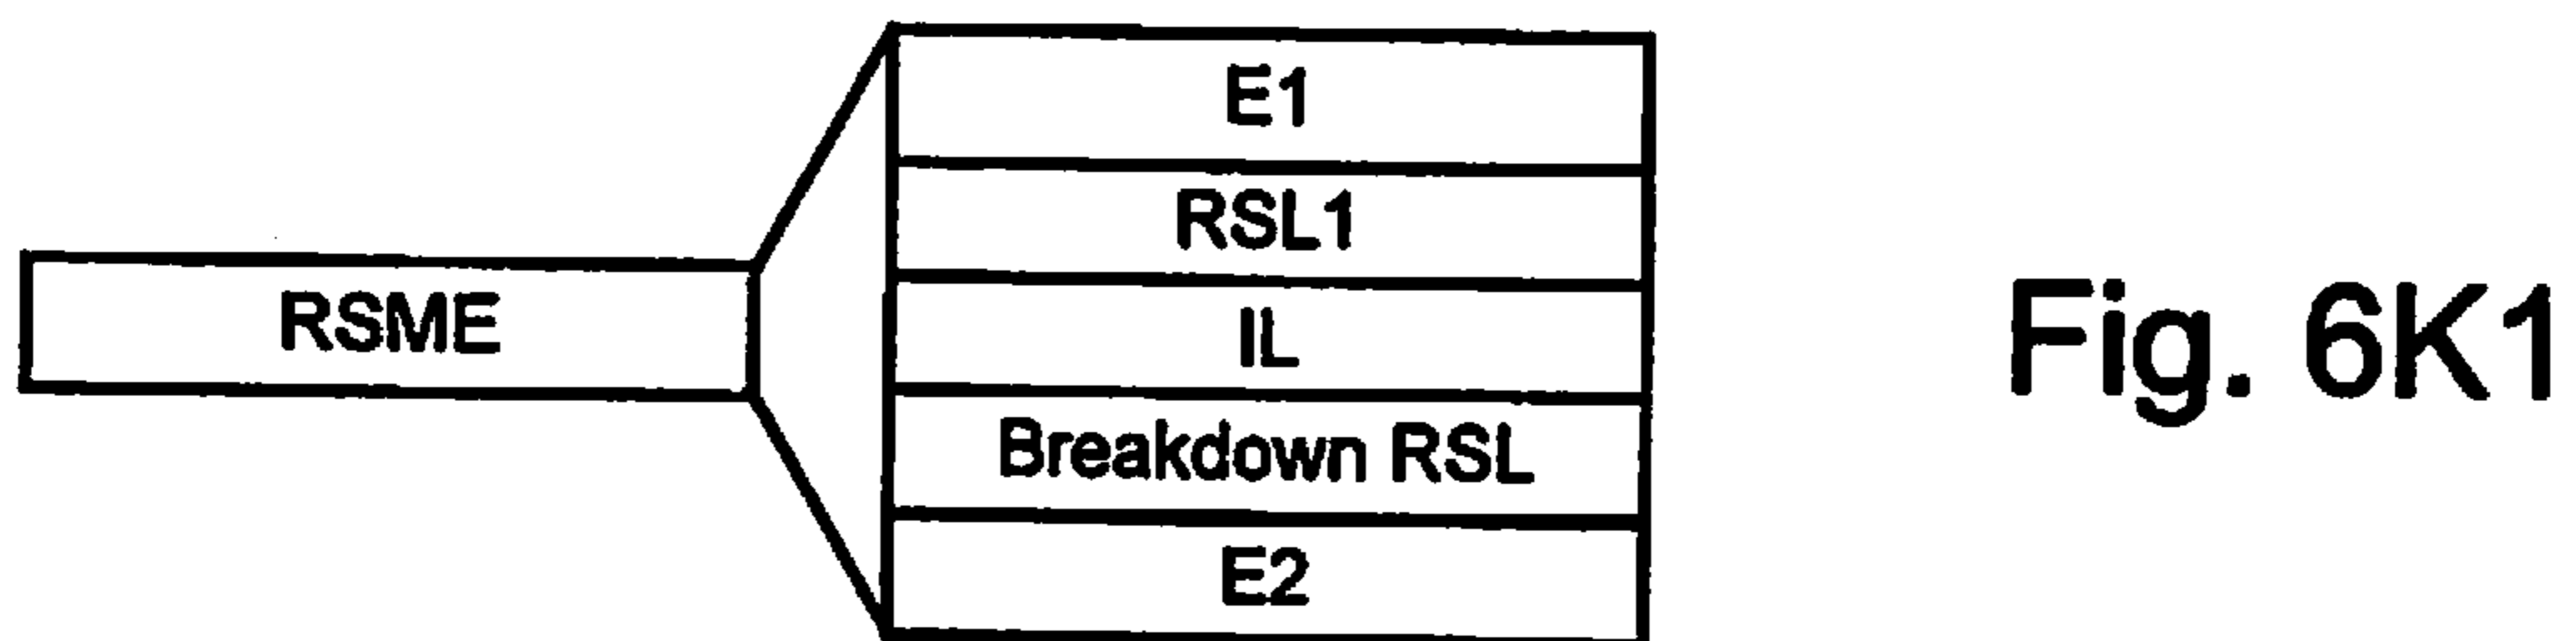 E1
RSL1
RSME
IL
Breakdown RSL
E2
Fig. 6K1